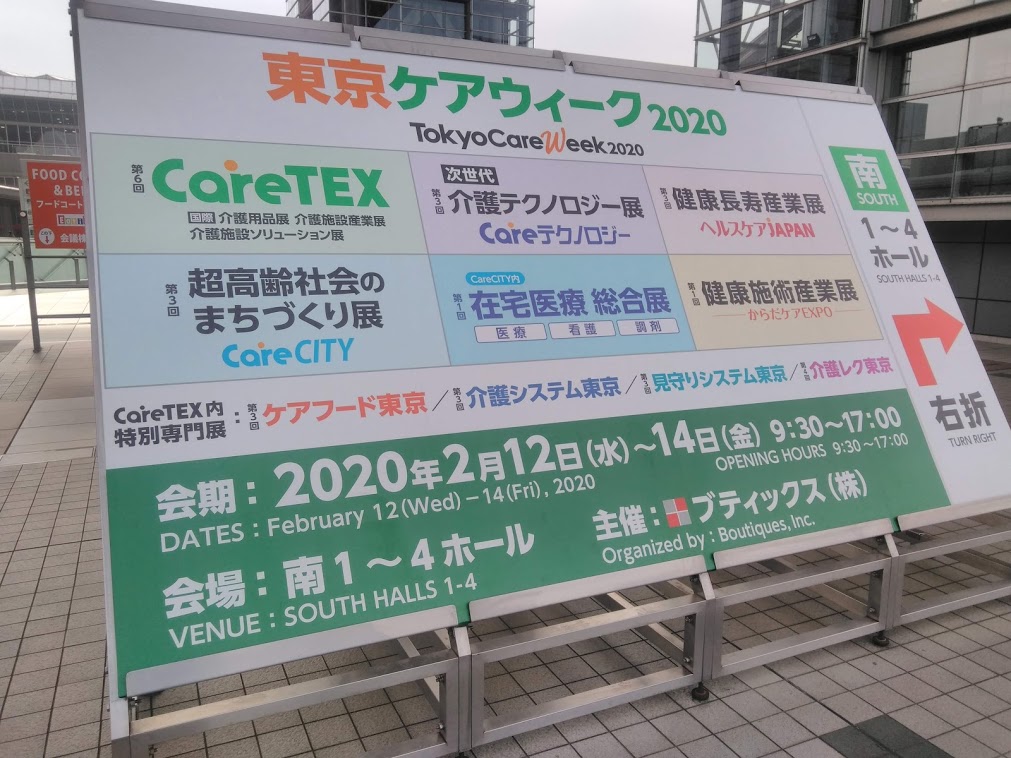 東京ケアウィーク2020
TokyoCareWeek2020
第6回 CareTEX
国際 介護用品展 介護施設産業展
介護施設ソリューション展
次世代
第3回 介護テクノロジー展
Careテクノロジー
第3回 健康長寿産業展
ヘルスケアJAPAN
第3回 超高齢社会の
まちづくり展
CareCITY
CareCITY内
第1回 在宅医療 総合展
医療 看護 調剤
第1回 健康施術産業展
からだケアEXPO
CareTEX内
特別専門展 : 第3回 ケアフード東京 / 第3回 介護システム東京 / 第3回 見守りシステム東京 / 第4回 介護レク東京
会期 : 2020年2月12日(水)~14日(金) 9:30~17:00
DATES : February 12(Wed) – 14(Fri), 2020
OPENING HOURS 9:30~17:00
会場 : 南1~4ホール
VENUE : SOUTH HALLS 1-4
主催 : ブティックス(株)
Organized by : Boutiques, Inc.
南
SOUTH
1~4
ホール
SOUTH HALLS 1-4
右折
TURN RIGHT
FOOD CO
& BE
フードコート
会議棟